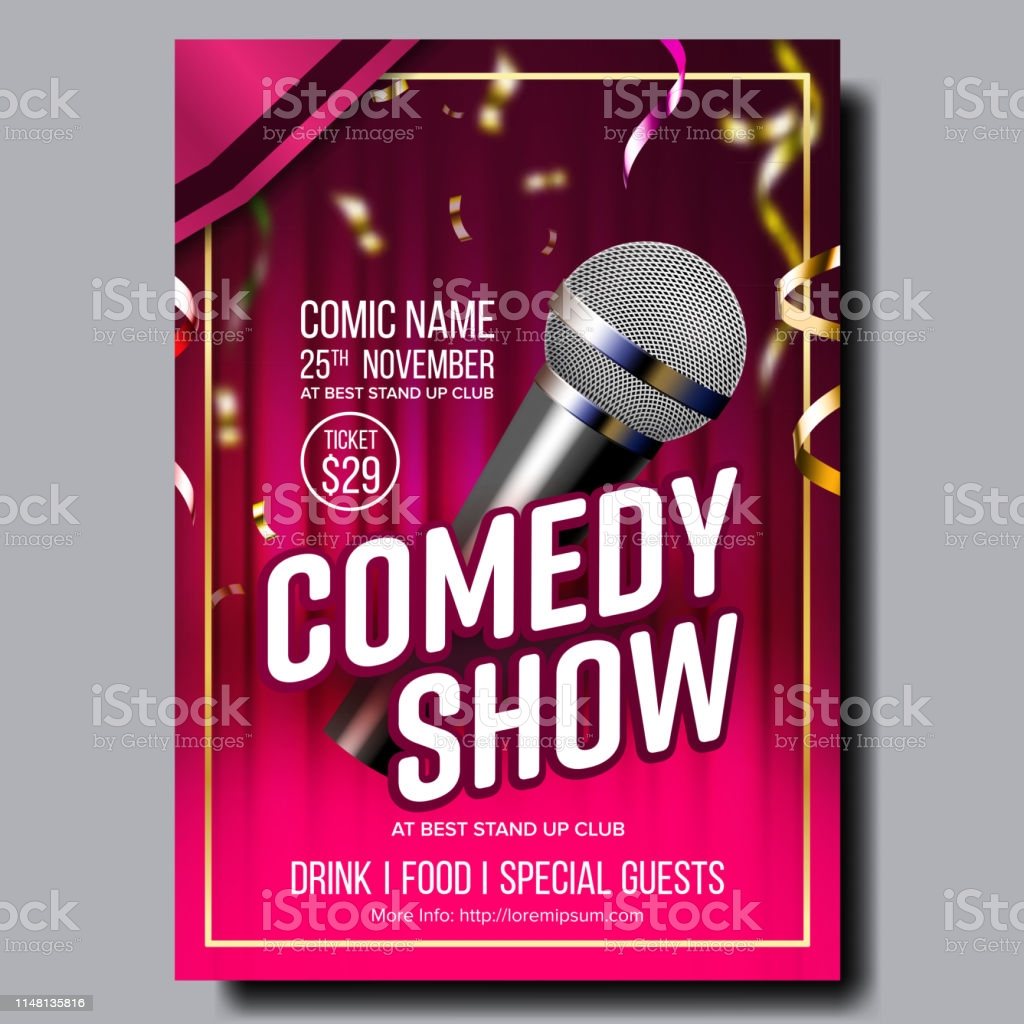 COMIC NAME
25TH NOVEMBER
AT BEST STAND UP CLUB
TICKET
$29
COMEDY
SHOW
AT BEST STAND UP CLUB
DRINK | FOOD | SPECIAL GUESTS
More Info: http://loremipsum.com
iStock
by Getty Images™
1148135816